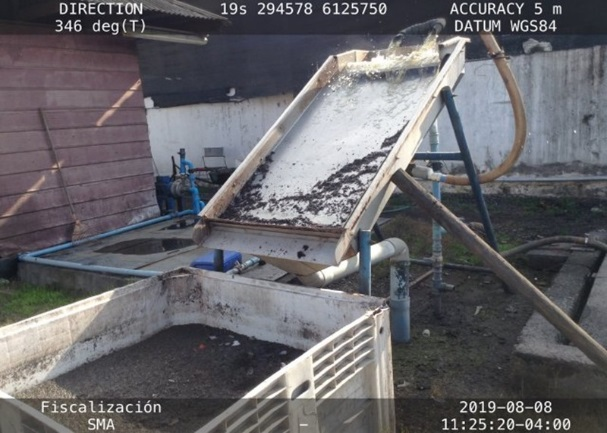 DIRECTION
346 deg(T)
19s 294578 6125750
ACCURACY 5 m
DATUM WGS84
Fiscalización
SMA
–
2019-08-08
11:25:20-04:00